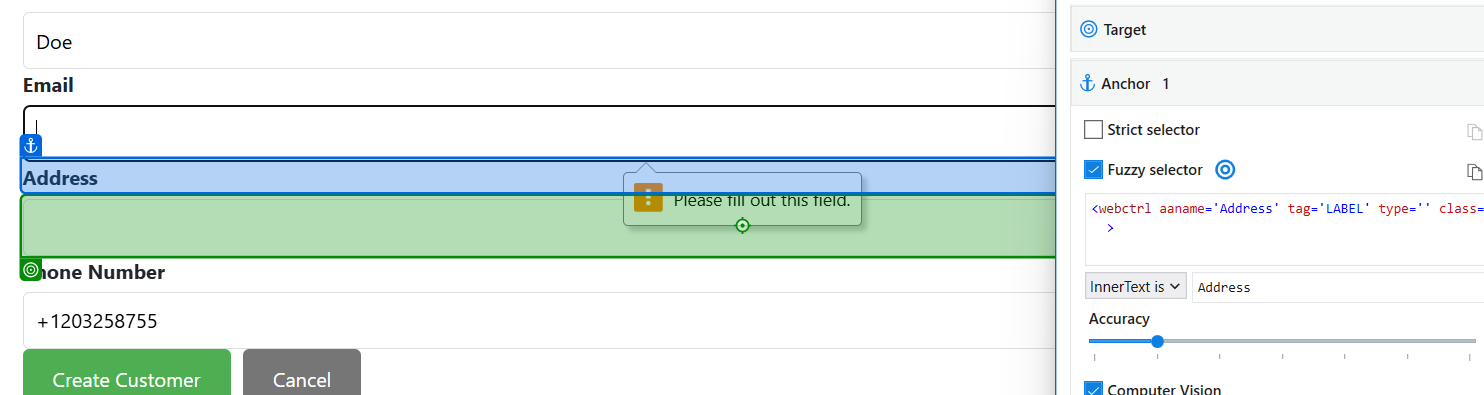 Doe
Email
Address
Please fill out this field.
hone Number
+1203258755
Create Customer
Cancel
Target
Anchor 1
Strict selector
Fuzzy selector
<webctrl aaname='Address' tag='LABEL' type='' class=
>
InnerText is
Address
Accuracy
Computer Vision